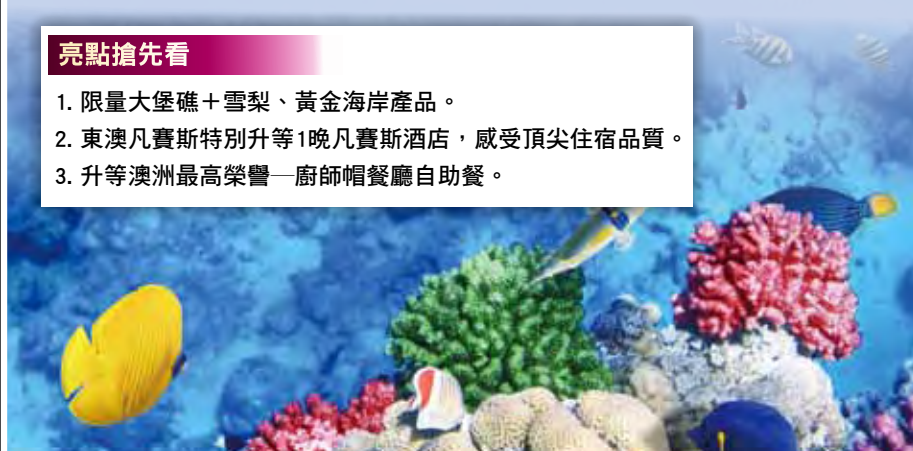 亮點搶先看
1. 限量大堡礁＋雪梨、黃金海岸產品。
2. 東澳凡賽斯特別升等1晚凡賽斯酒店，感受頂尖住宿品質。
3. 升等澳洲最高榮譽─廚師帽餐廳自助餐。